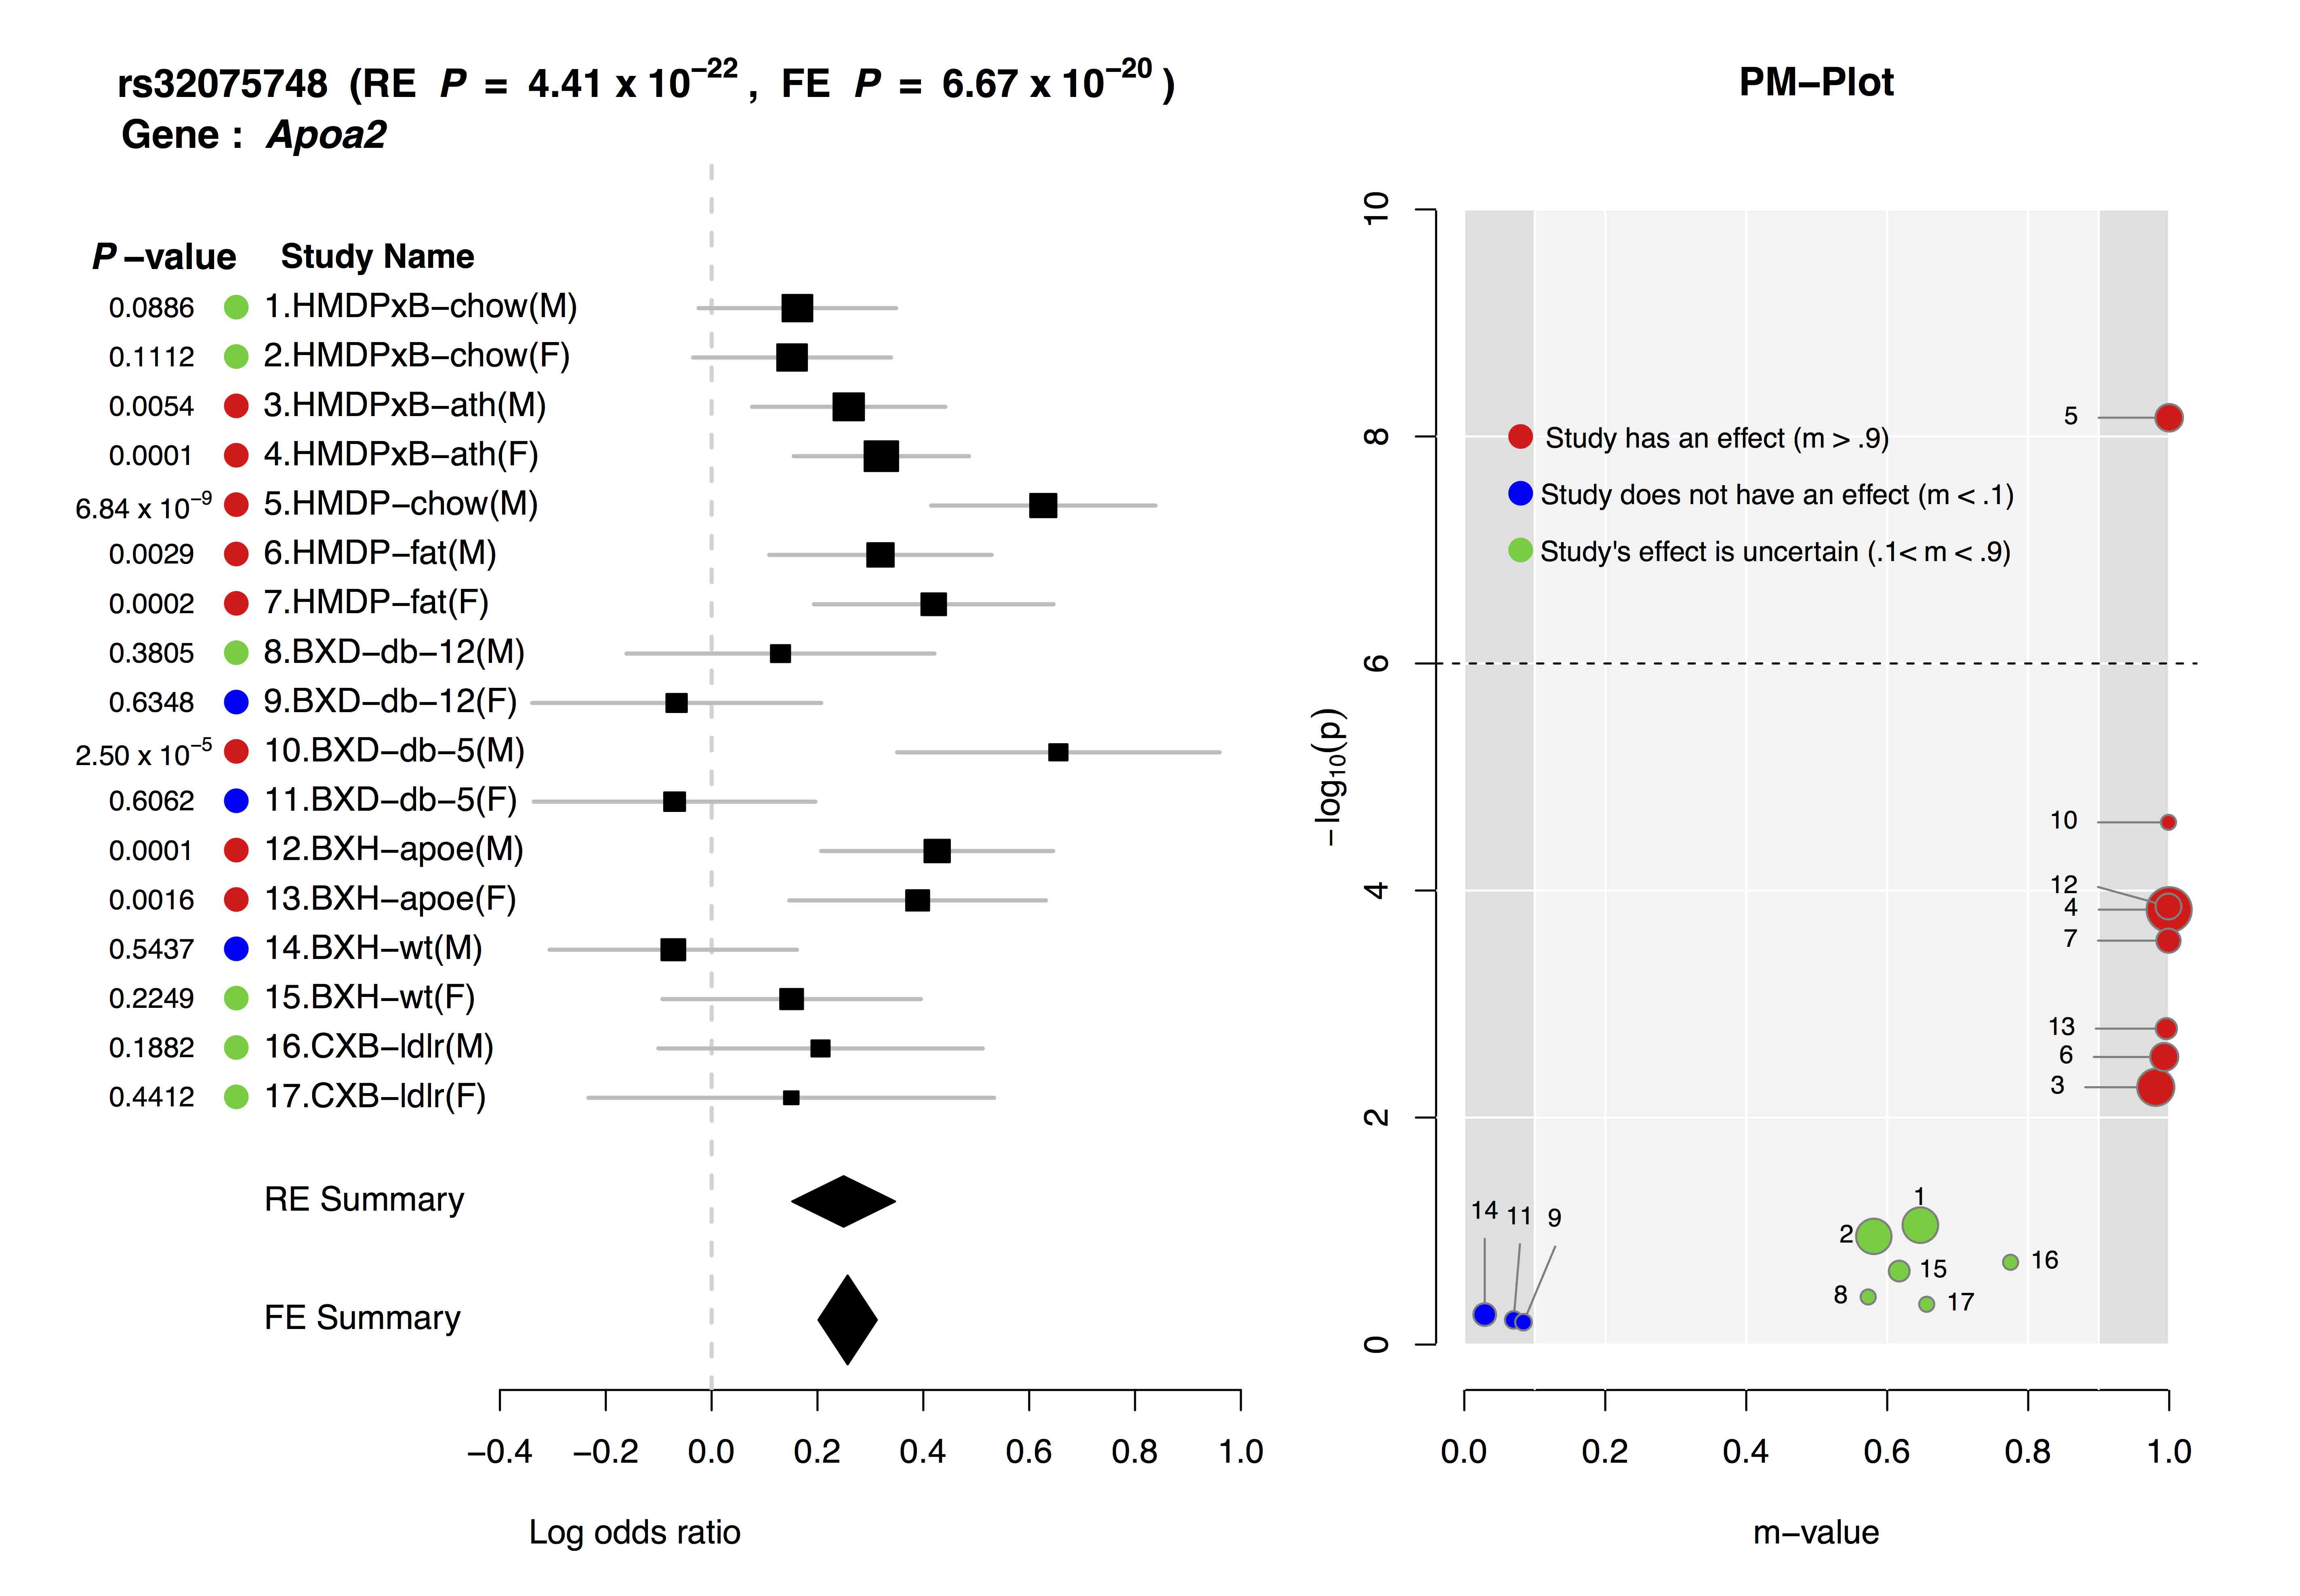 rs32075748 (RE P = 4.41 x 10⁻²², FE P = 6.67 x 10⁻²⁰)
Gene : Apoa2
P −value Study Name
0.0886 1.HMDPxB−chow(M)
0.1112 2.HMDPxB−chow(F)
0.0054 3.HMDPxB−ath(M)
0.0001 4.HMDPxB−ath(F)
6.84 x 10⁻⁹ 5.HMDP−chow(M)
0.0029 6.HMDP−fat(M)
0.0002 7.HMDP−fat(F)
0.3805 8.BXD−db−12(M)
0.6348 9.BXD−db−12(F)
2.50 x 10⁻⁵ 10.BXD−db−5(M)
0.6062 11.BXD−db−5(F)
0.0001 12.BXH−apoe(M)
0.0016 13.BXH−apoe(F)
0.5437 14.BXH−wt(M)
0.2249 15.BXH−wt(F)
0.1882 16.CXB−ldlr(M)
0.4412 17.CXB−ldlr(F)
RE Summary
FE Summary
−0.4 −0.2 0.0 0.2 0.4 0.6 0.8 1.0
Log odds ratio
PM−Plot
10
8
6
4
2
0
−log₁₀(p)
Study has an effect (m > .9)
Study does not have an effect (m < .1)
Study's effect is uncertain (.1< m < .9)
5
10
12
4
7
13
6
3
14 11 9
1
2
15
16
8
17
0.0 0.2 0.4 0.6 0.8 1.0
m−value